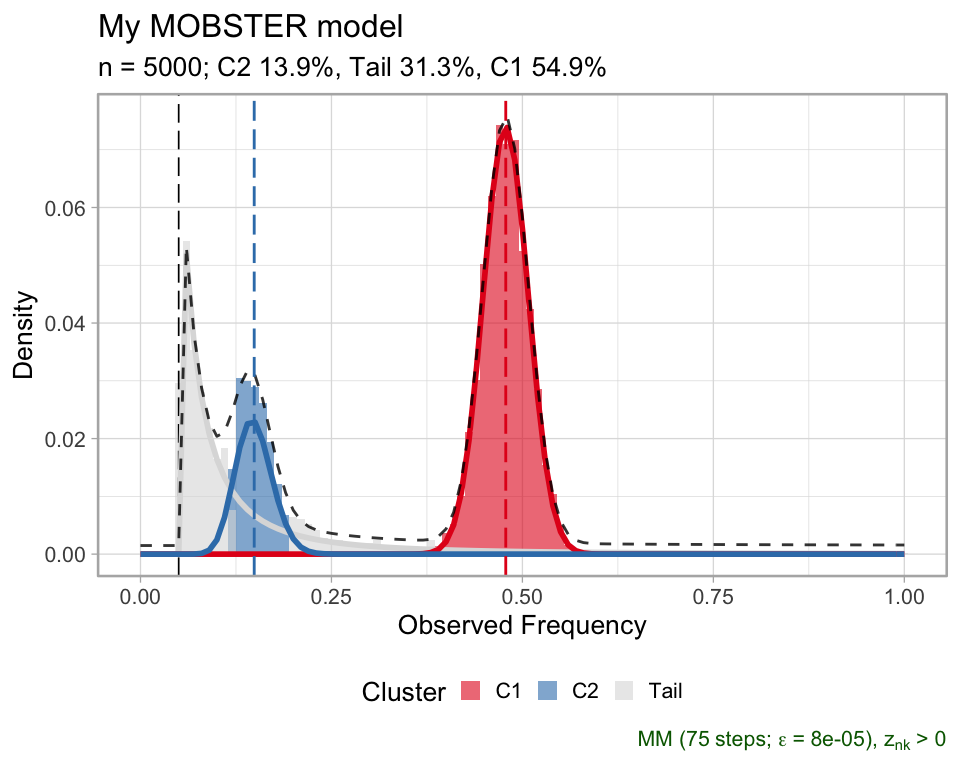 My MOBSTER model
n = 5000; C2 13.9%, Tail 31.3%, C1 54.9%
Density
0.06
0.04
0.02
0.00
0.00 0.25 0.50 0.75 1.00
Observed Frequency
Cluster C1 C2 Tail
MM (75 steps; ε = 8e-05), znk > 0